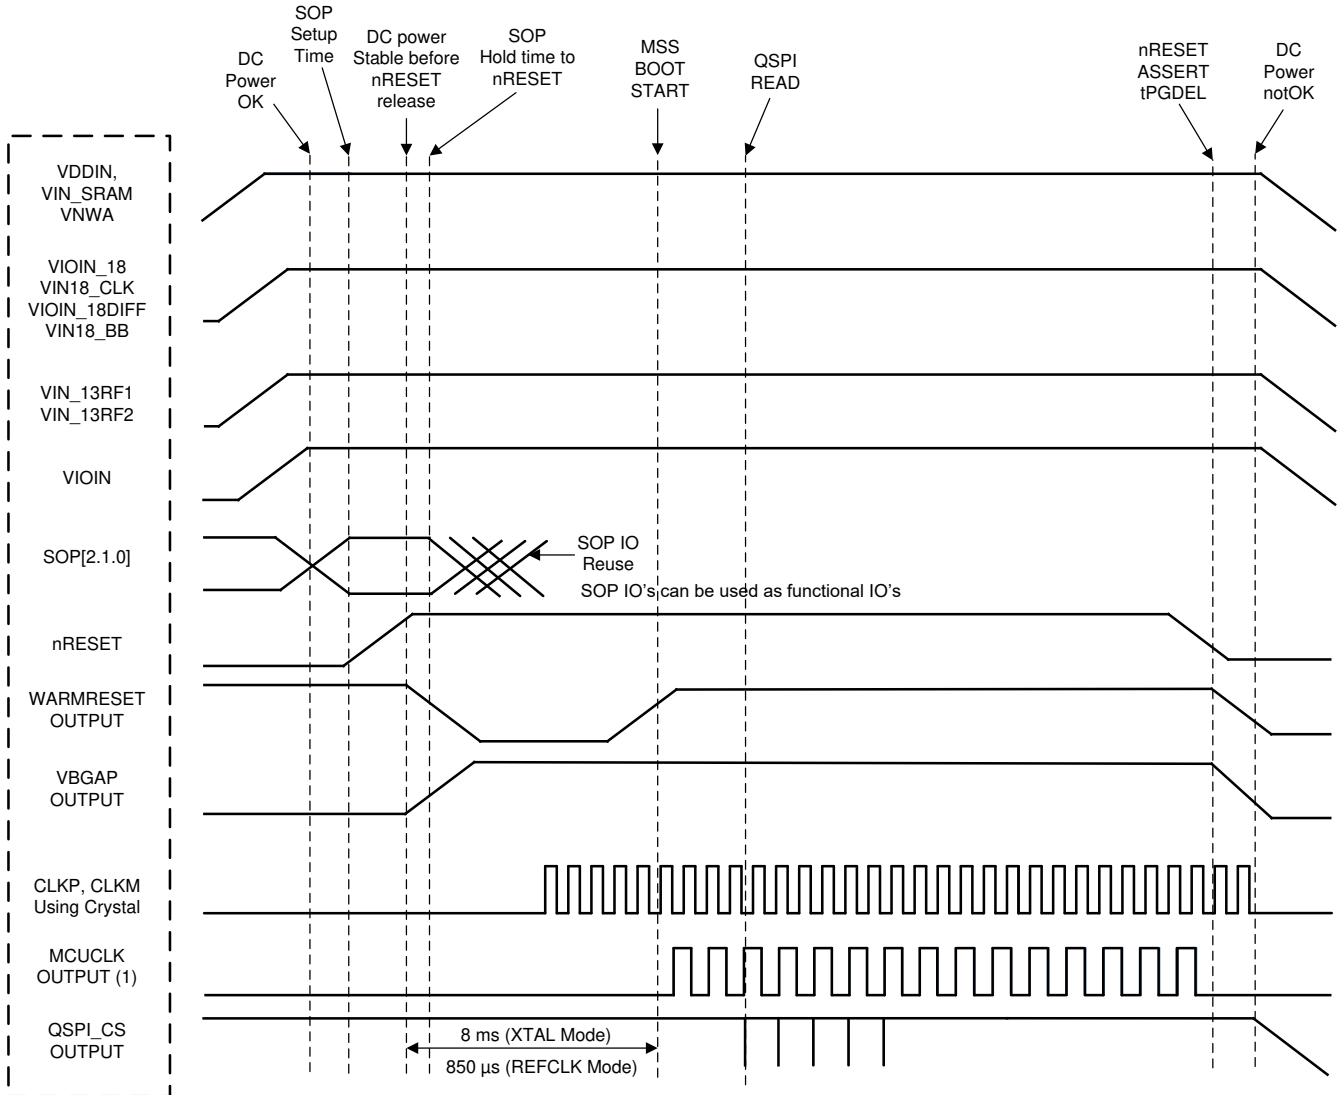 SOP
Setup
Time
DC
Power
OK
DC power
Stable before
nRESET
release
SOP
Hold time to
nRESET
MSS
BOOT
START
QSPI
READ
nRESET
ASSERT
tPGDEL
DC
Power
notOK
VDDIN,
VIN_SRAM
VNWA
VIOIN_18
VIN18_CLK
VIOIN_18DIFF
VIN18_BB
VIN_13RF1
VIN_13RF2
VIOIN
SOP[2.1.0]
SOP IO
Reuse
SOP IO's can be used as functional IO's
nRESET
WARMRESET
OUTPUT
VBGAP
OUTPUT
CLKP, CLKM
Using Crystal
MCUCLK
OUTPUT (1)
QSPI_CS
OUTPUT
8 ms (XTAL Mode)
850 µs (REFCLK Mode)